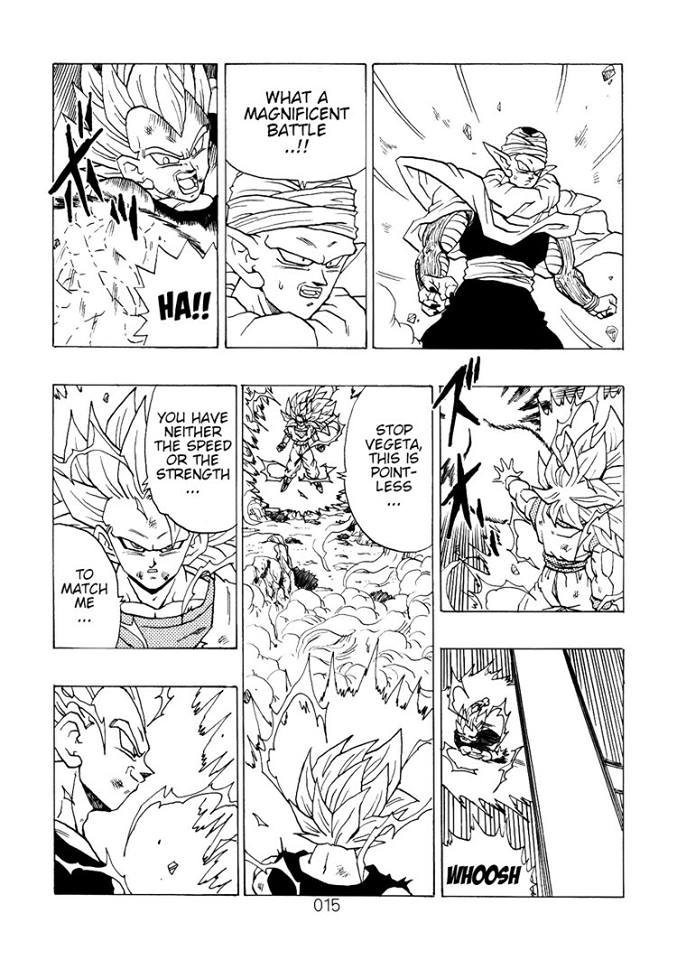 WHAT A
MAGNIFICENT
BATTLE
..!!
HA!!
ズ
WHOOSH
STOP
VEGETA,
THIS IS
POINT-
LESS
...
YOU HAVE
NEITHER
THE SPEED
OR THE
STRENGTH
...
TO
MATCH
ME
...
015